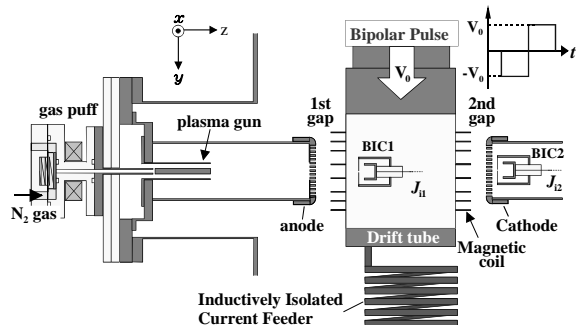 x
z
y
gas puff
plasma gun
N2 gas
anode
1st
gap
Bipolar Pulse
V0
V0
-V0
t
2nd
gap
BIC1
Ji1
BIC2
Ji2
Cathode
Magnetic
coil
Drift tube
Inductively Isolated
Current Feeder